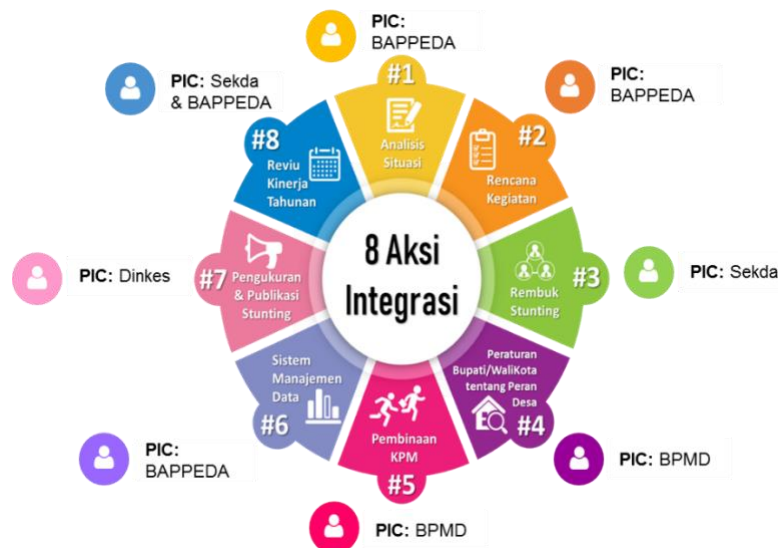 8 Aksi
Integrasi
PIC:
BAPPEDA
#1
Analisis
Situasi
PIC:
BAPPEDA
#2
Rencana
Kegiatan
PIC: Sekda
#3
Rembuk
Stunting
PIC: BPMD
Peraturan
Bupati/WaliKota
tentang Peran
Desa
#4
PIC: BPMD
Pembinaan
KPM
#5
PIC:
BAPPEDA
Sistem
Manajemen
Data
#6
PIC: Dinkes
#7
Pengukuran
& Publikasi
Stunting
PIC: Sekda
& BAPPEDA
#8
Reviu
Kinerja
Tahunan